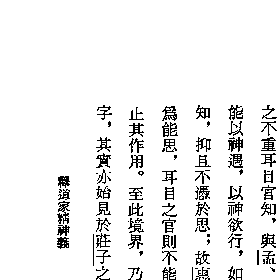 之不重耳目官知，與孟
能以神遇，以神欲行，如
知，抑且不憑於思；故惠
爲能思，耳目之官則不能
止其作用。至此境界，乃
字，其實亦始見於莊子之
釋道家精神義